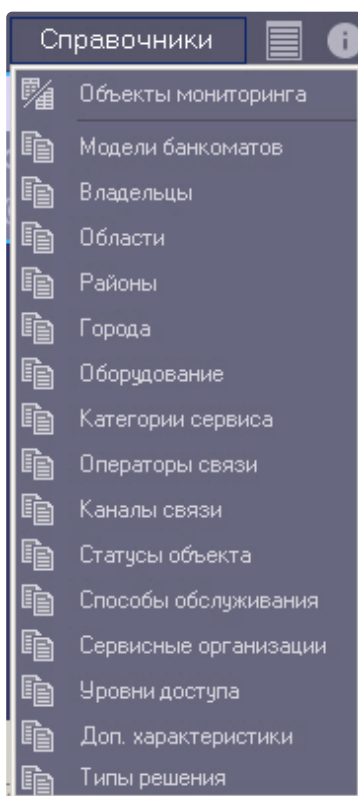 Справочники
Объекты мониторинга
Модели банкоматов
Владельцы
Области
Районы
Города
Оборудование
Категории сервиса
Операторы связи
Каналы связи
Статусы объекта
Способы обслуживания
Сервисные организации
Уровни доступа
Доп. характеристики
Типы решения